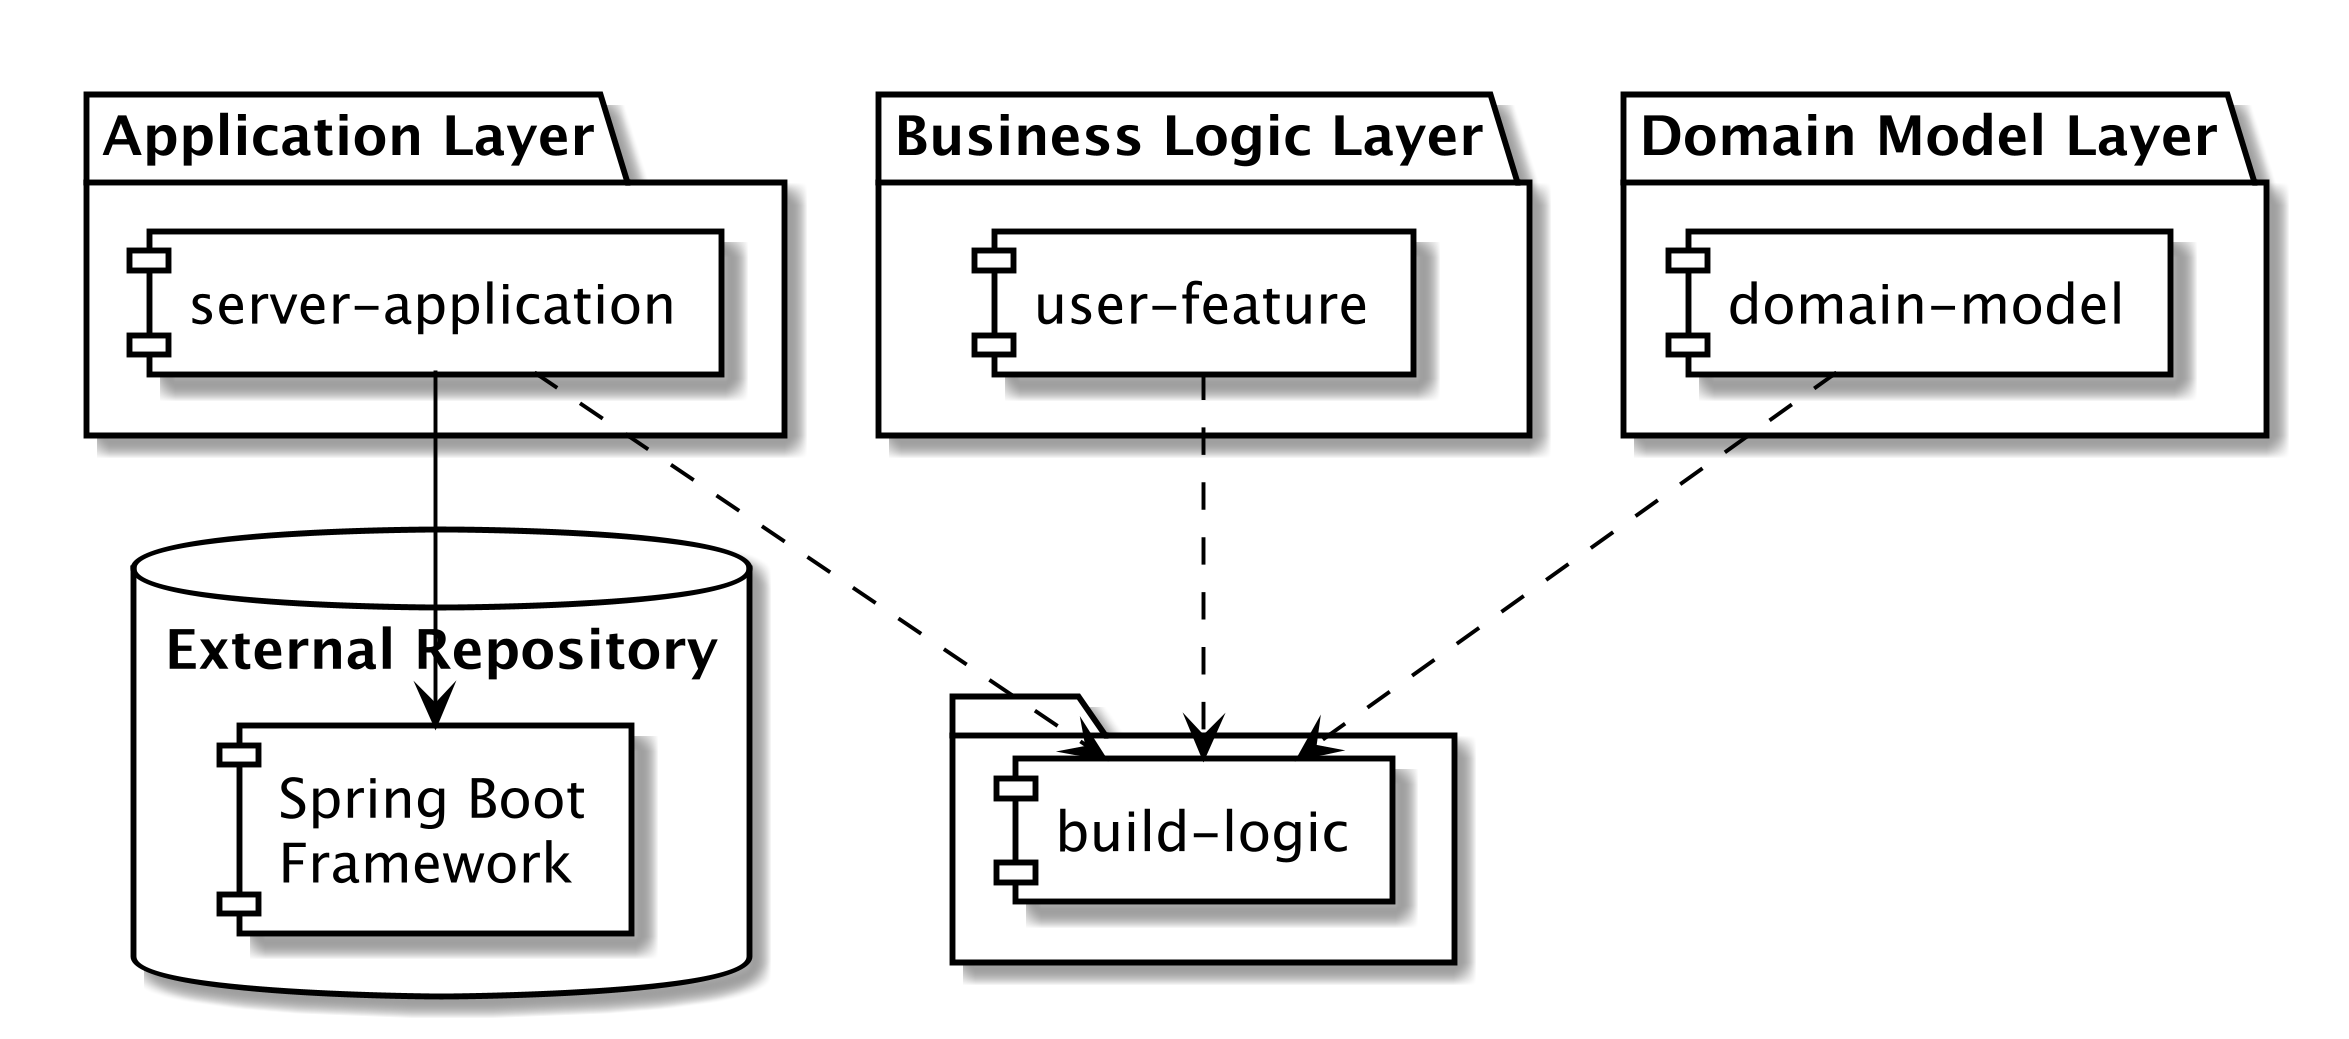 Application Layer
Business Logic Layer
Domain Model Layer
server-application
user-feature
domain-model
External Repository
Spring Boot
Framework
build-logic